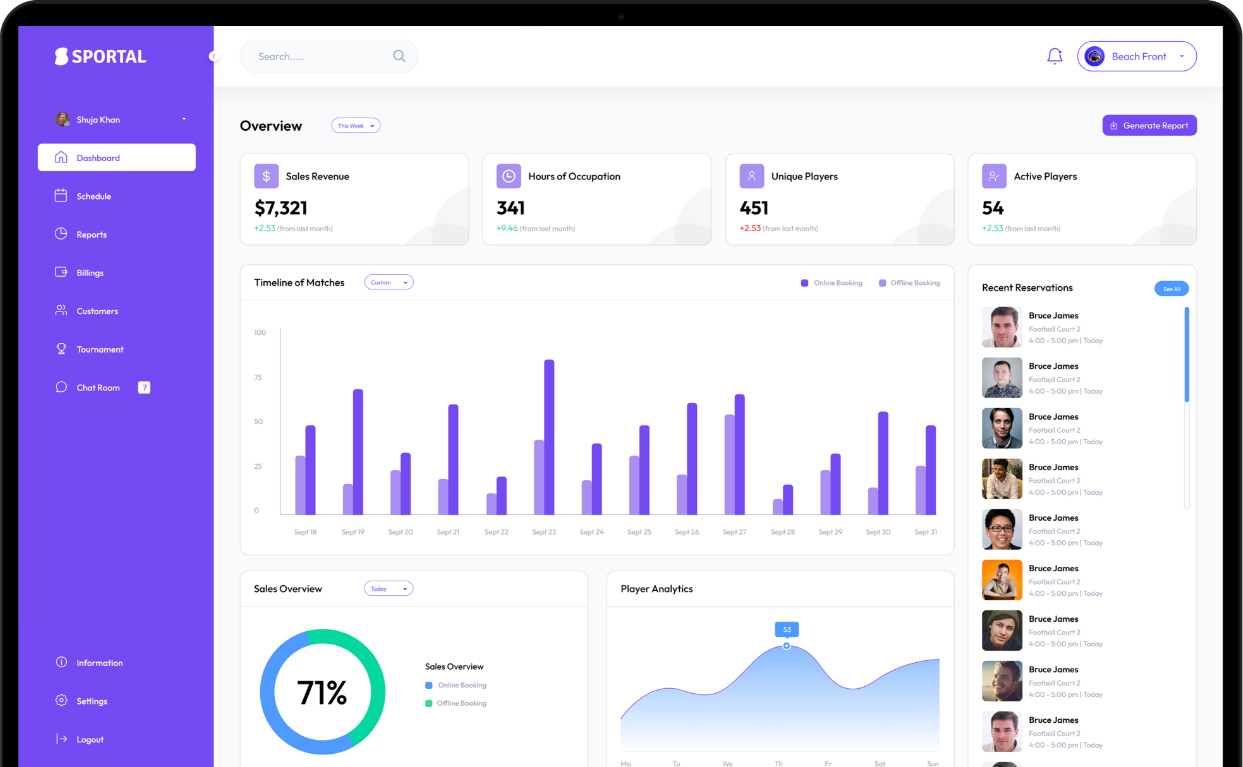 SPORTAL
Search.....
Beach Front
Shuja Khan
Dashboard
Schedule
Reports
Billings
Customers
Tournament
Chat Room 7
Information
Settings
Logout
Overview
This Week
Generate Report
Sales Revenue
$7,321
+2.53 (from last month)
Hours of Occupation
341
+9.46 (from last month)
Unique Players
451
+2.53 (from last month)
Active Players
54
+2.53 (from last month)
Timeline of Matches
Custom
Online Booking
Offline Booking
100
75
50
25
0
Sept 18 Sept 19 Sept 20 Sept 21 Sept 22 Sept 23 Sept 24 Sept 25 Sept 26 Sept 27 Sept 28 Sept 29 Sept 30 Sept 31
Recent Reservations
See All
Bruce James
Football Court 2
4:00 - 5:00 pm | Today
Bruce James
Football Court 2
4:00 - 5:00 pm | Today
Bruce James
Football Court 2
4:00 - 5:00 pm | Today
Bruce James
Football Court 2
4:00 - 5:00 pm | Today
Bruce James
Football Court 2
4:00 - 5:00 pm | Today
Bruce James
Football Court 2
4:00 - 5:00 pm | Today
Bruce James
Football Court 2
4:00 - 5:00 pm | Today
Bruce James
Football Court 2
4:00 - 5:00 pm | Today
Bruce James
Football Court 2
4:00 - 5:00 pm | Today
Sales Overview
Today
71%
Sales Overview
Online Booking
Offline Booking
Player Analytics
53
Mo Tu We Th Fr Sat Sun